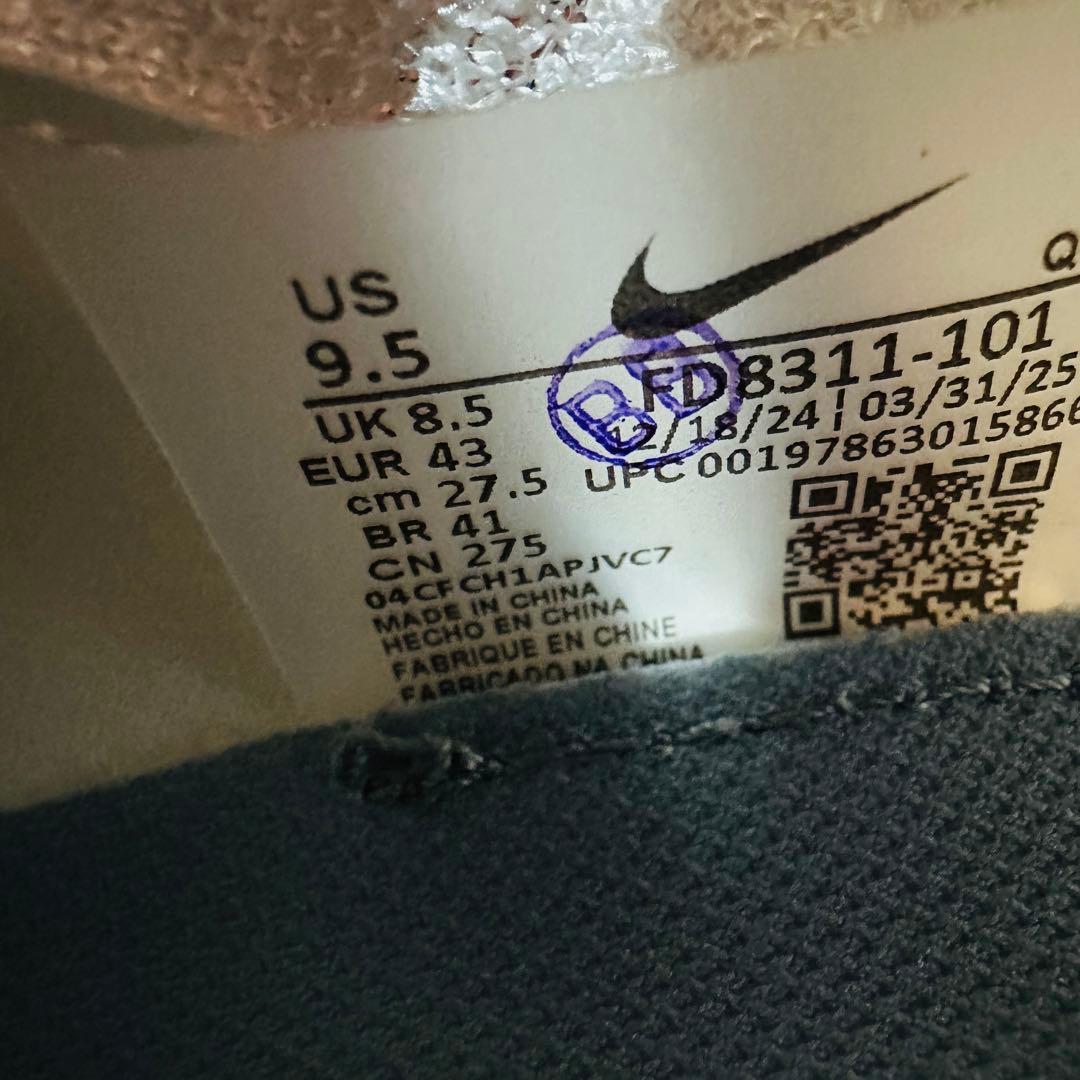 US
9.5
UK 8.5
EUR 43
cm 27.5
BR 41
CN 275
04CFCH1APJVC7
MADE IN CHINA
HECHO EN CHINA
FABRIQUE EN CHINE
FABRICADO NA CHINA
Q
FD8311-101
12/18/24 ¦ 03/31/25
UPC 00197863015866